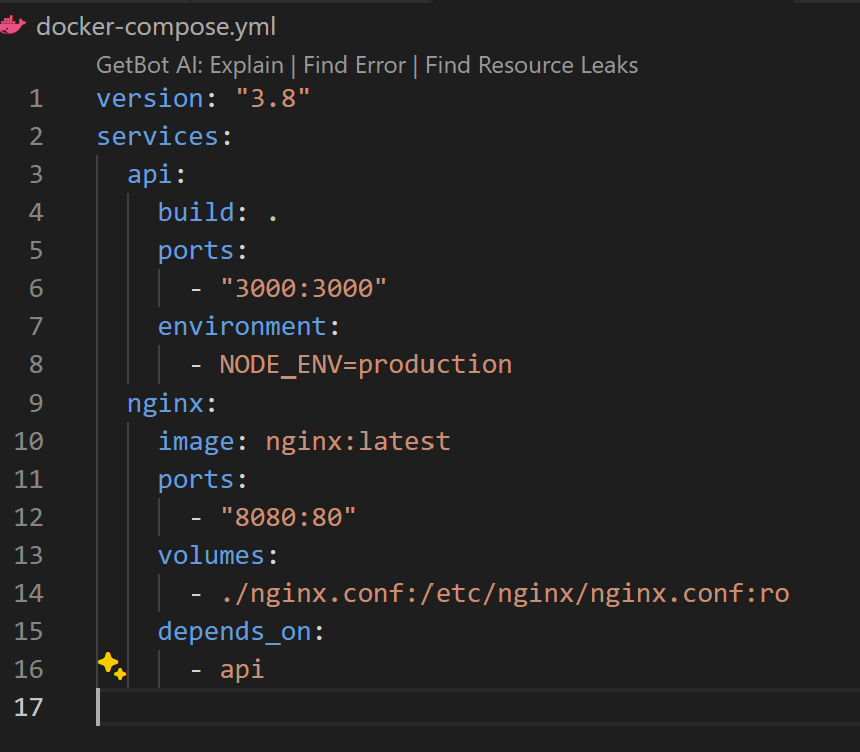 docker-compose.yml
GetBot AI: Explain | Find Error | Find Resource Leaks
1 version: "3.8"
2 services:
3   api:
4     build: .
5     ports:
6       - "3000:3000"
7     environment:
8       - NODE_ENV=production
9   nginx:
10     image: nginx:latest
11     ports:
12       - "8080:80"
13     volumes:
14       - ./nginx.conf:/etc/nginx/nginx.conf:ro
15     depends_on:
16       - api
17